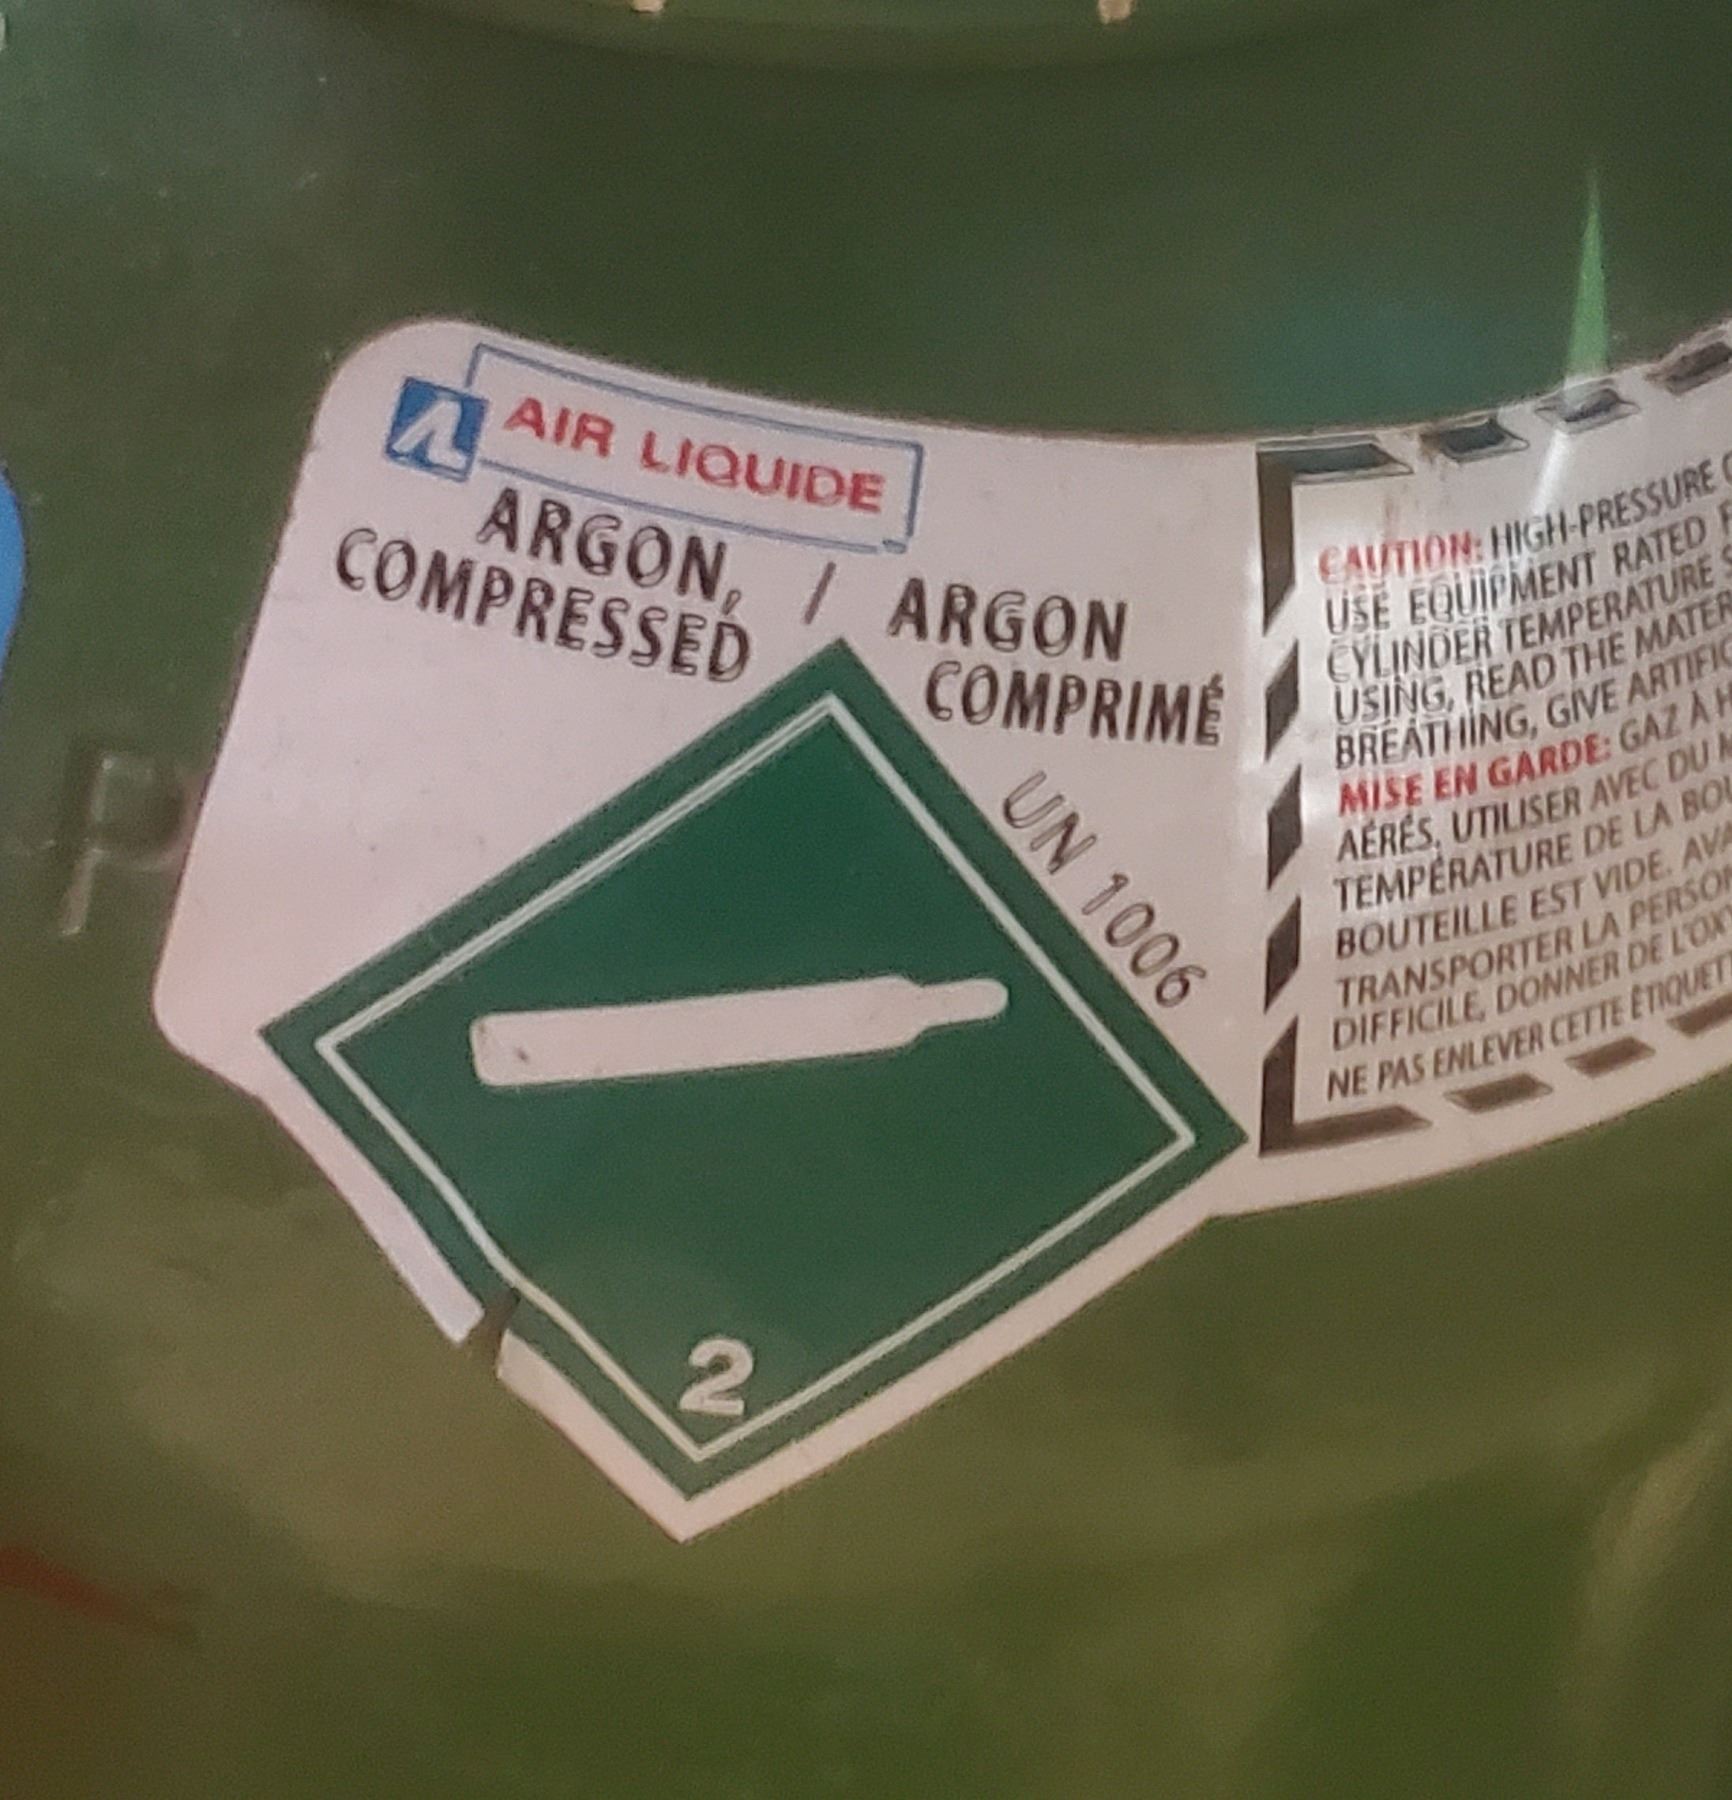 AIR LIQUIDE
ARGON,
COMPRESSED
/
ARGON
COMPRIMÉ
UN 1006
2
CAUTION: HIGH-PRESSURE
USE EQUIPMENT RATED
CYLINDER TEMPERATURE
USING, READ THE
BREATHING, GIVE
MISE EN GARDE: GAZ À
AÉRÉS, UTILISER AVEC DU
TEMPÉRATURE DE LA
BOUTEILLE EST VIDE.
TRANSPORTER LA
DIFFICILE, DONNER DE
NE PAS ENLEVER CETTE
P